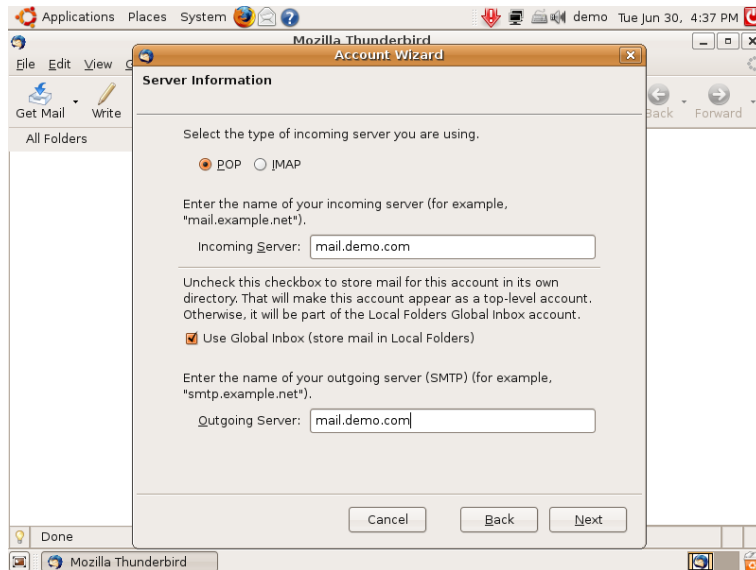 Applications Places System demo Tue Jun 30, 4:37 PM
Mozilla Thunderbird
Account Wizard
File Edit View G
Server Information
Get Mail Write Back Forward
All Folders
Select the type of incoming server you are using.
POP IMAP
Enter the name of your incoming server (for example,
"mail.example.net").
Incoming Server: mail.demo.com
Uncheck this checkbox to store mail for this account in its own
directory. That will make this account appear as a top-level account.
Otherwise, it will be part of the Local Folders Global Inbox account.
Use Global Inbox (store mail in Local Folders)
Enter the name of your outgoing server (SMTP) (for example,
"smtp.example.net").
Outgoing Server: mail.demo.com
Cancel Back Next
Done
Mozilla Thunderbird